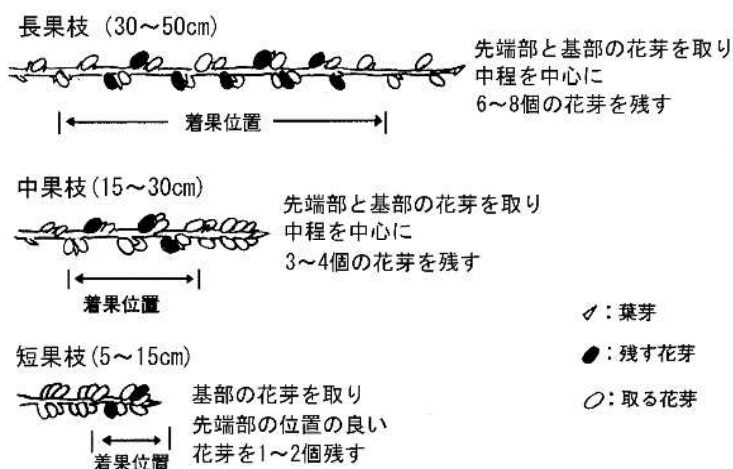 長果枝 (30～50cm)
先端部と基部の花芽を取り
中程を中心に
6～8個の花芽を残す
着果位置
中果枝(15～30cm)
先端部と基部の花芽を取り
中程を中心に
3～4個の花芽を残す
着果位置
短果枝(5～15cm)
基部の花芽を取り
先端部の位置の良い
花芽を1～2個残す
着果位置
：葉芽
：残す花芽
：取る花芽